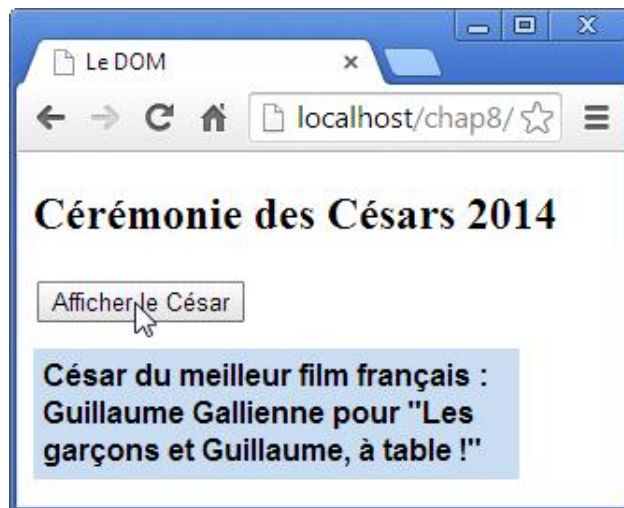 Le DOM
localhost/chap8/
Cérémonie des Césars 2014
Afficher le César
César du meilleur film français :
Guillaume Gallienne pour "Les
garçons et Guillaume, à table !"